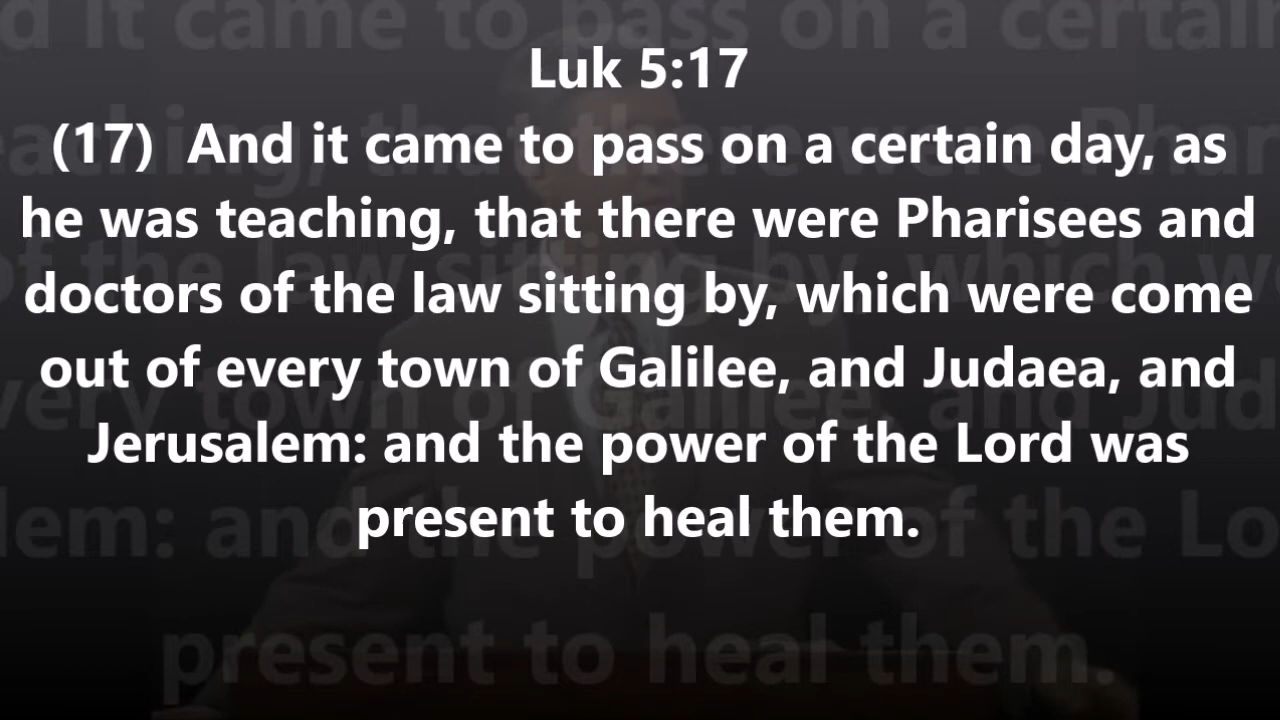 Luk 5:17
(17)  And it came to pass on a certain day, as
he was teaching, that there were Pharisees and
doctors of the law sitting by, which were come
out of every town of Galilee, and Judaea, and
Jerusalem: and the power of the Lord was
present to heal them.